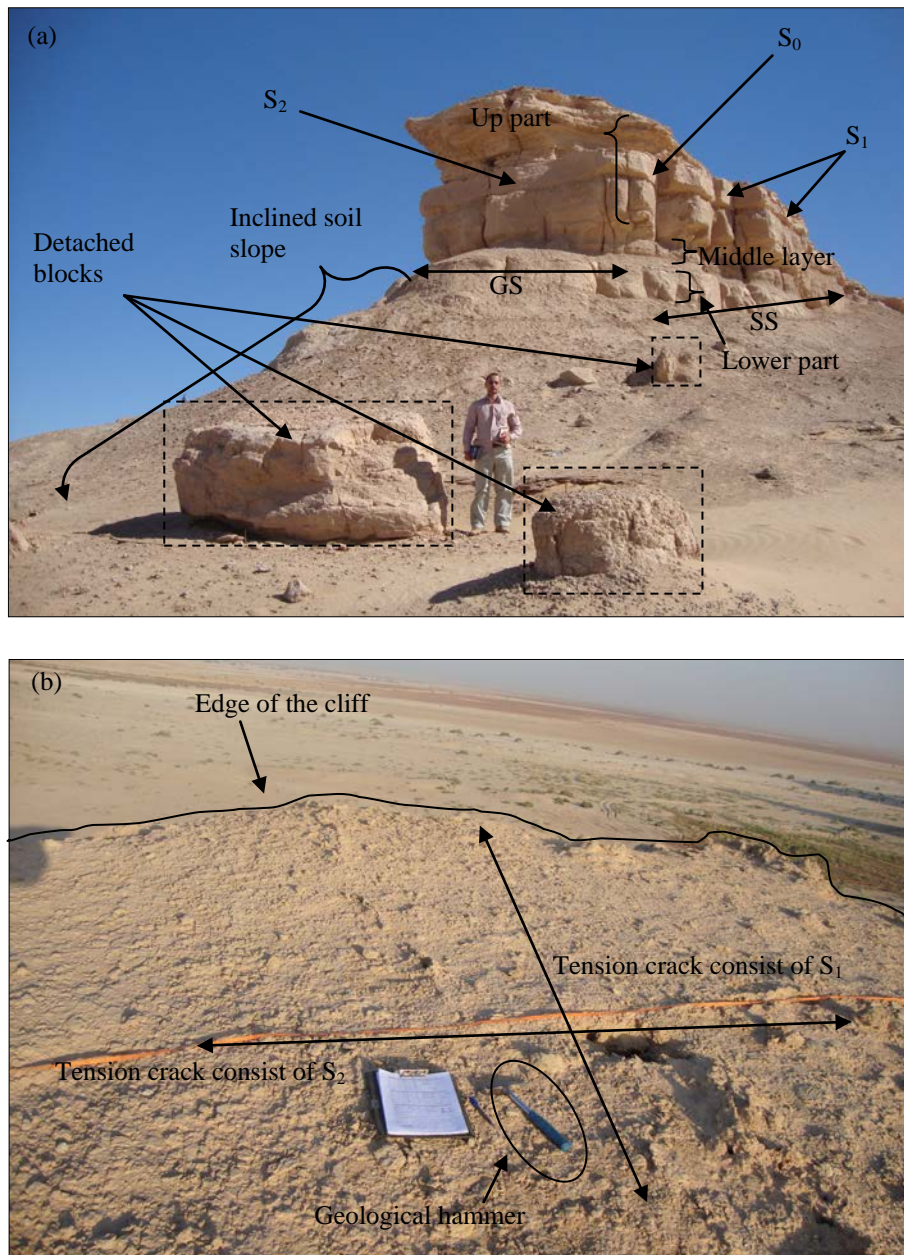 (a)
S₀
S₂
Up part
S₁
Inclined soil
slope
Detached
blocks
Middle layer
GS
SS
Lower part
(b)
Edge of the cliff
Tension crack consist of S₁
Tension crack consist of S₂
Geological hammer